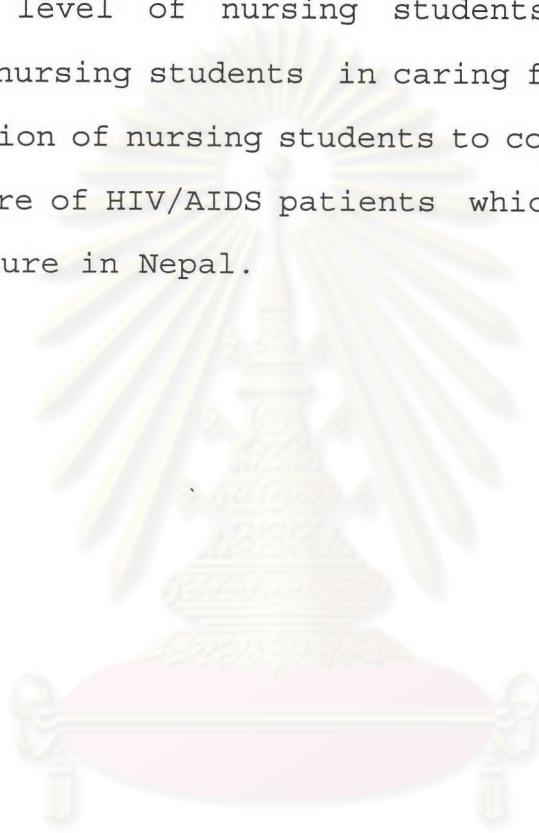 level of nursing students
nursing students in caring f
ion of nursing students to co
re of HIV/AIDS patients whic
ure in Nepal.